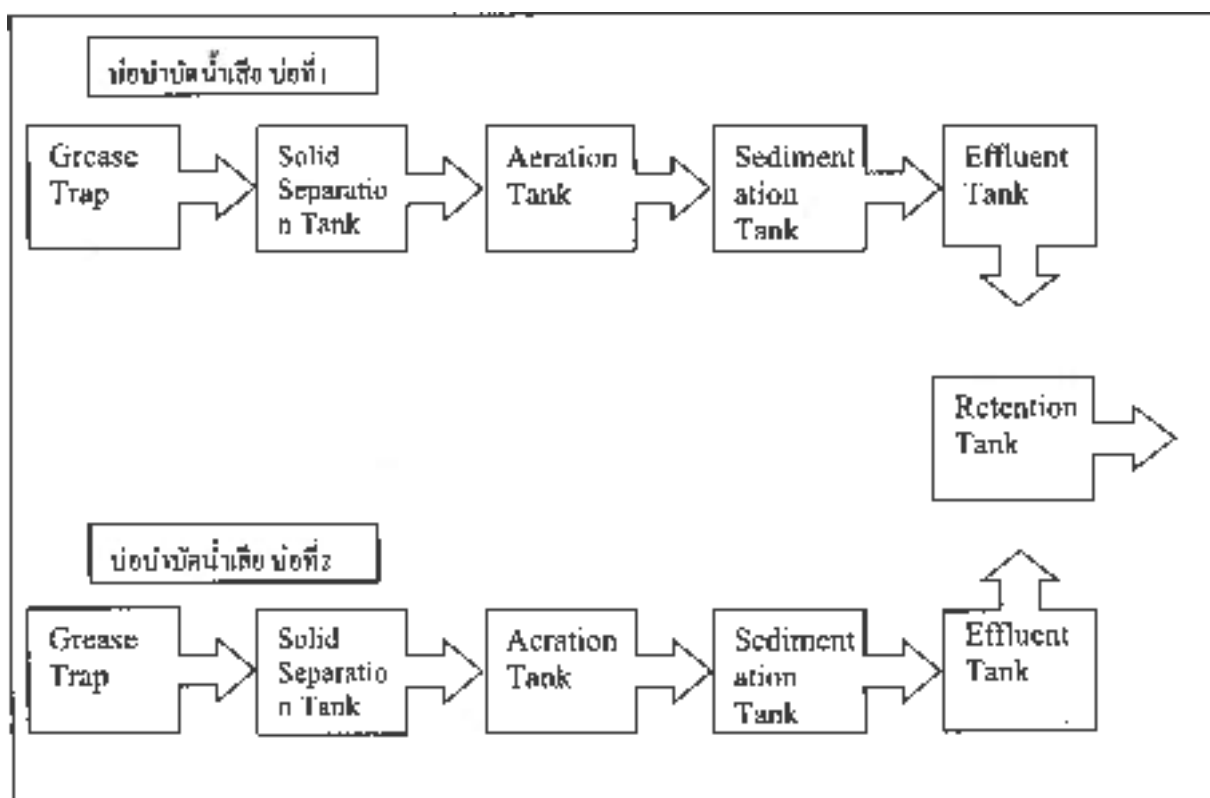 บ่อบำบัดน้ำเสีย บ่อที่1
Grease
Trap
Solid
Separatio
n Tank
Aeration
Tank
Sediment
ation
Tank
Effluent
Tank
Retention
Tank
บ่อบำบัดน้ำเสีย บ่อที่2
Grease
Trap
Solid
Separatio
n Tank
Aeration
Tank
Sediment
ation
Tank
Effluent
Tank